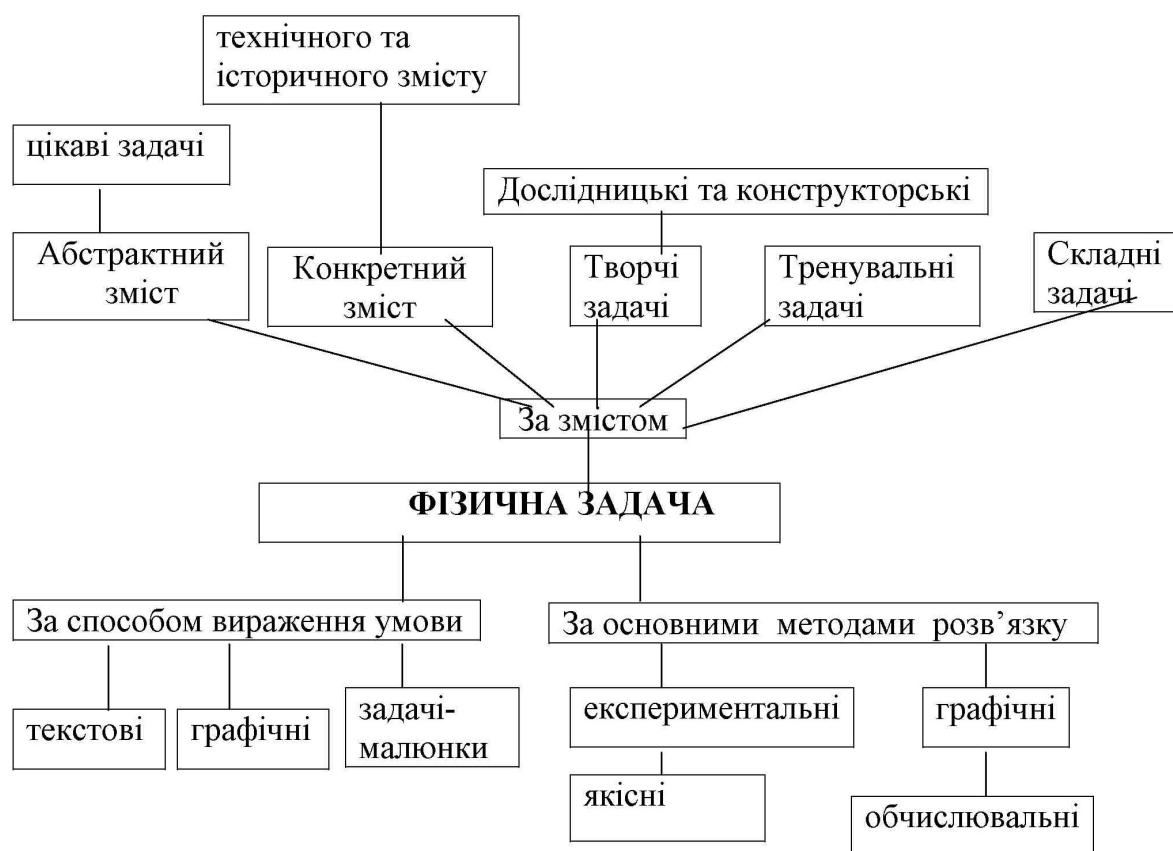 технічного та
історичного змісту
цікаві задачі
Дослідницькі та конструкторські
Абстрактний
зміст
Конкретний
зміст
Творчі
задачі
Тренувальні
задачі
Складні
задачі
За змістом
ФІЗИЧНА ЗАДАЧА
За способом вираження умови
За основними методами розв’язку
текстові
графічні
задачі-
малюнки
експериментальні
графічні
якісні
обчислювальні